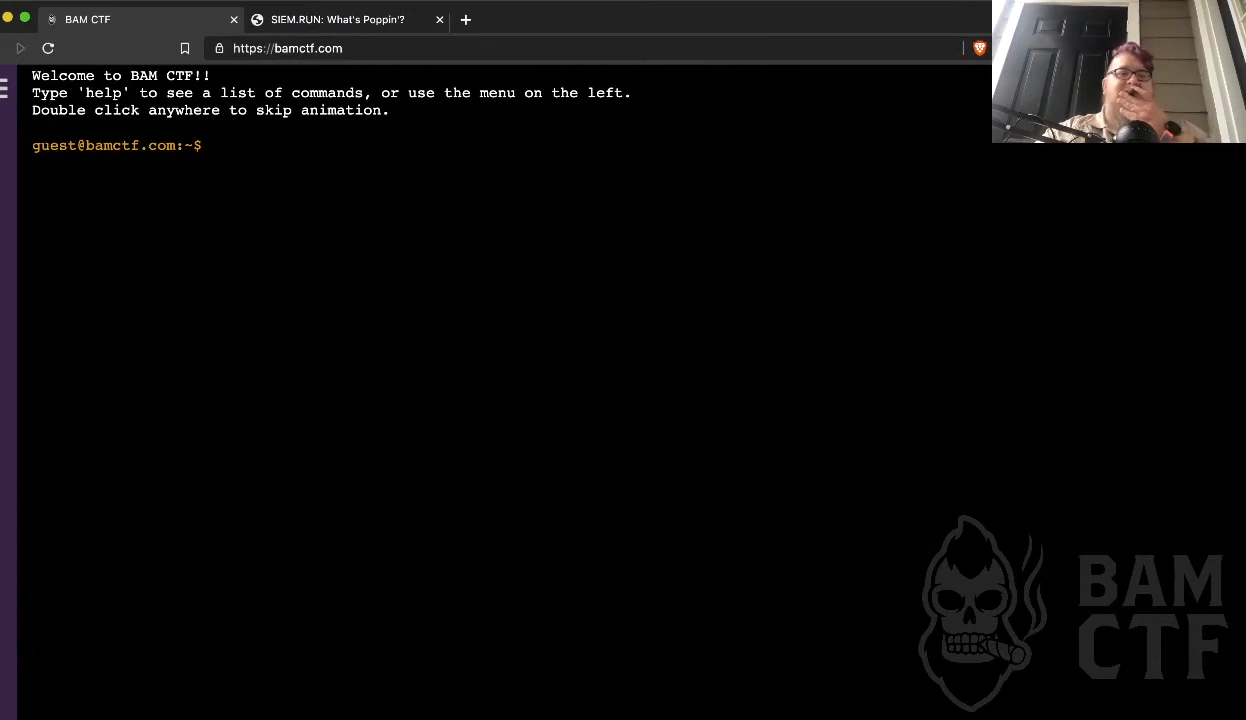 BAM CTF
SIEM.RUN: What's Poppin'?
https://bamctf.com
Welcome to BAM CTF!!
Type 'help' to see a list of commands, or use the menu on the left.
Double click anywhere to skip animation.
guest@bamctf.com:~$
BAM
CTF